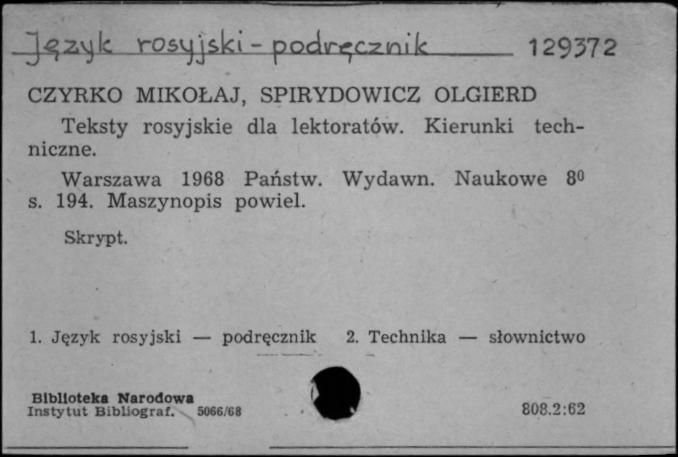 Język rosyjski - podręcznik 129372
CZYRKO MIKOŁAJ, SPIRYDOWICZ OLGIERD
Teksty rosyjskie dla lektoratów. Kierunki tech-
niczne.
Warszawa 1968 Państw. Wydawn. Naukowe 8⁰
s. 194. Maszynopis powiel.
Skrypt.
1. Język rosyjski — podręcznik 2. Technika — słownictwo
Biblioteka Narodowa
Instytut Bibliograf. 5066/68 808.2:62